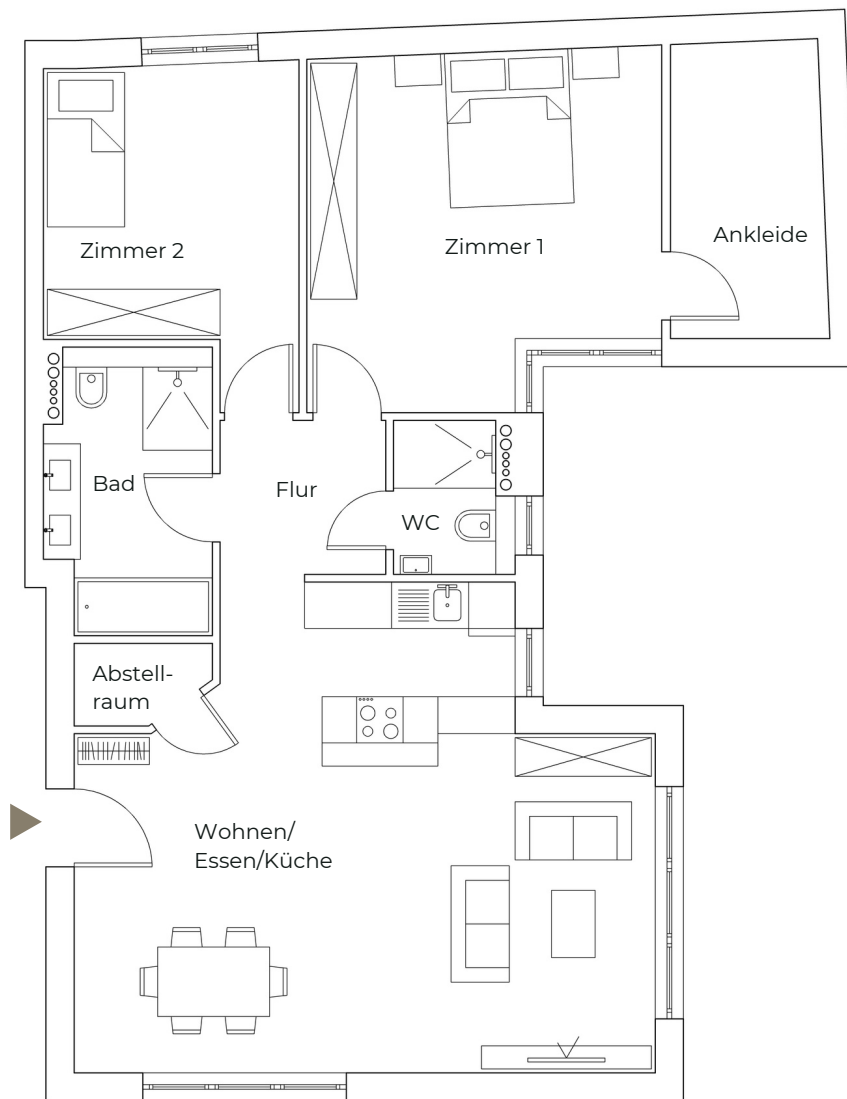 Zimmer 2
Zimmer 1
Ankleide
Bad
Flur
WC
Abstell-
raum
Wohnen/
Essen/Küche